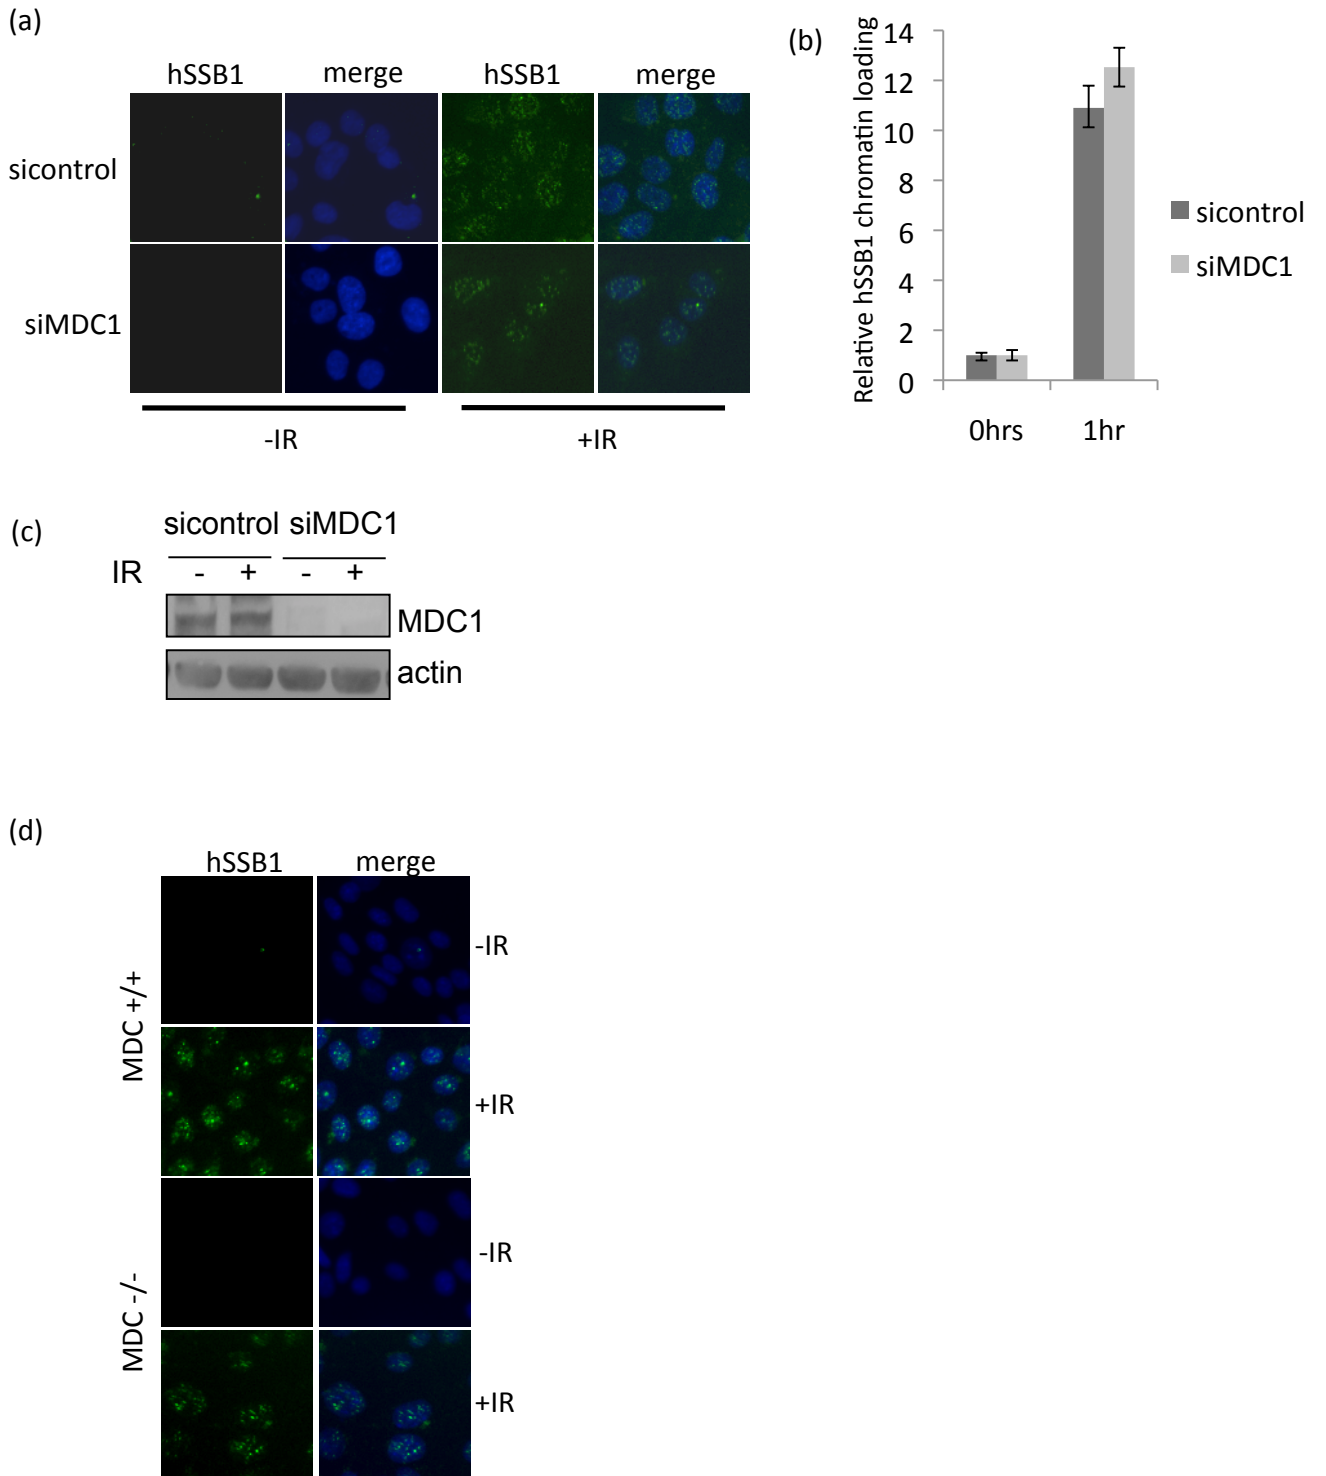 (a)
hSSB1 merge hSSB1 merge
sicontrol
siMDC1
-IR +IR
(b)
Relative hSSB1 chromatin loading
14
12
10
8
6
4
2
0
0hrs 1hr
sicontrol
siMDC1
(c)
sicontrol siMDC1
IR - + - +
MDC1
actin
(d)
hSSB1 merge
MDC +/+
-IR
+IR
MDC -/-
-IR
+IR